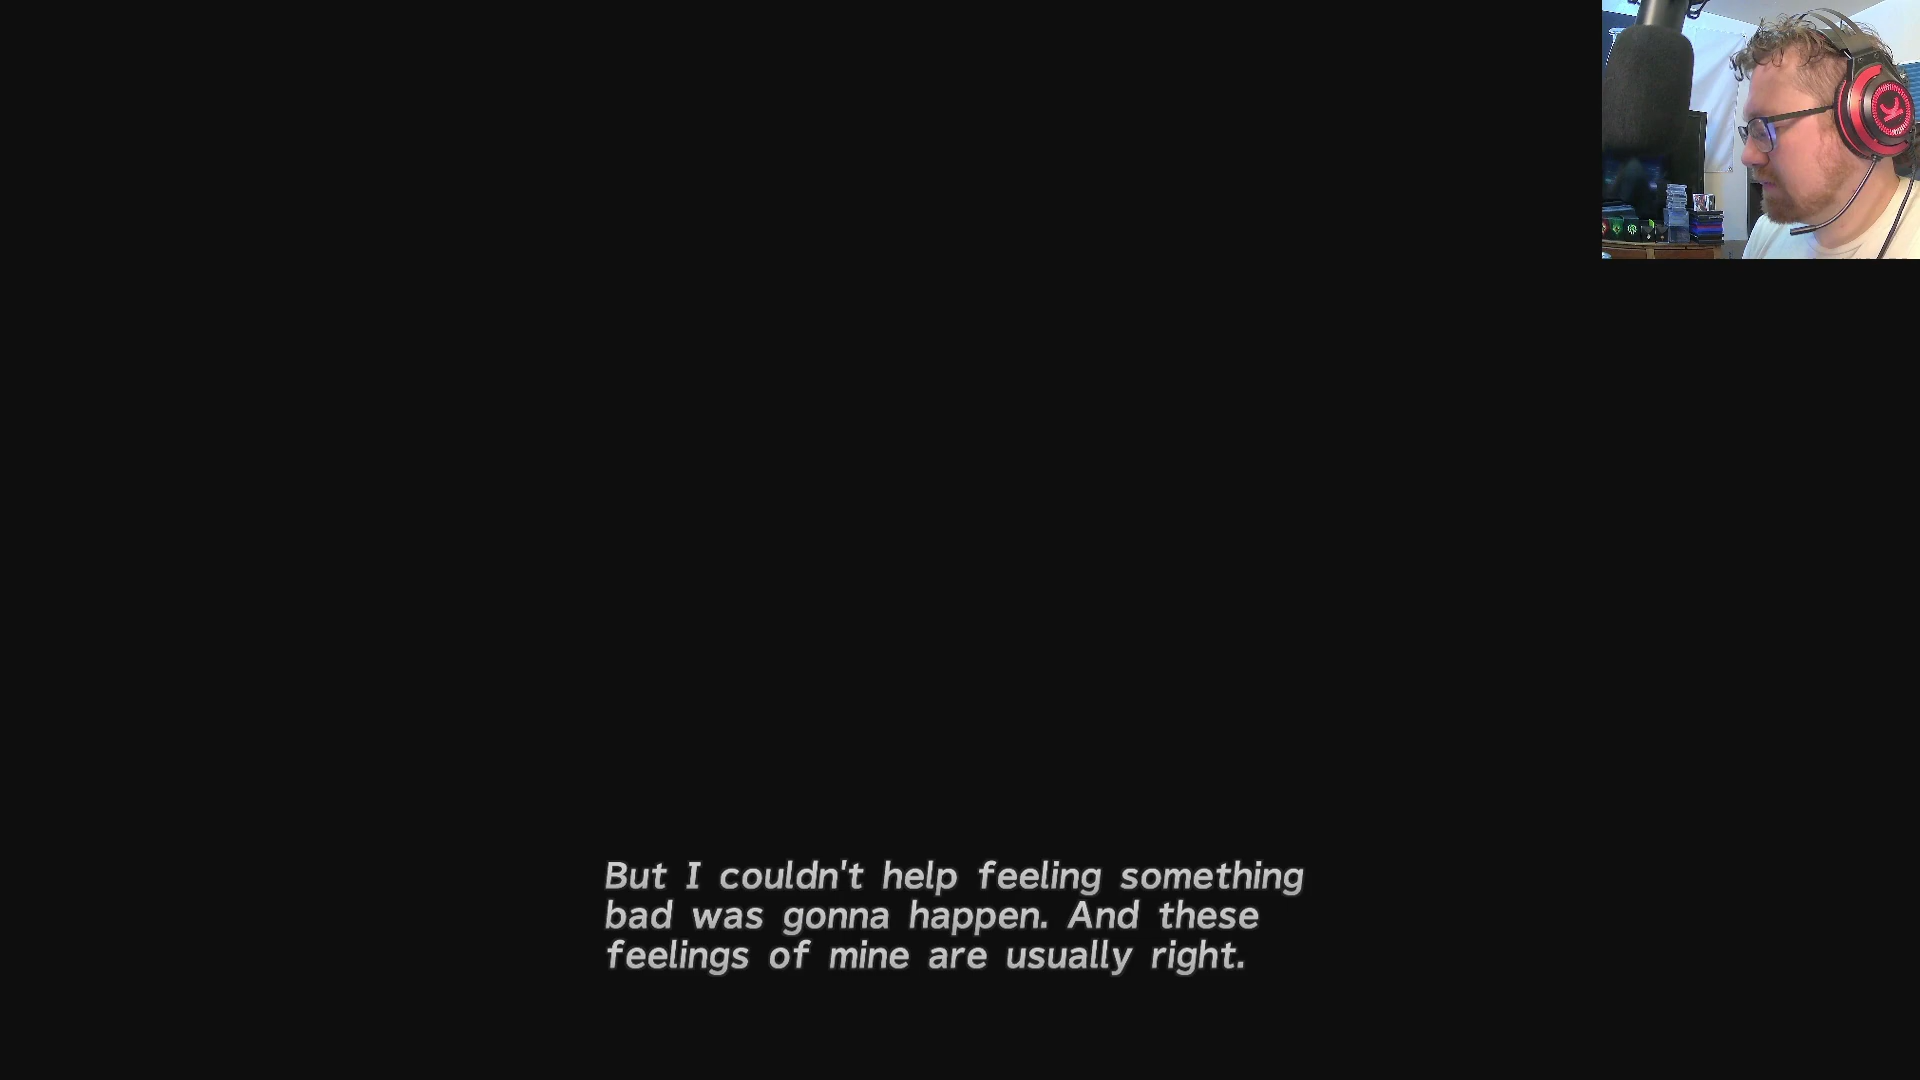 But I couldn't help feeling something
bad was gonna happen. And these
feelings of mine are usually right.